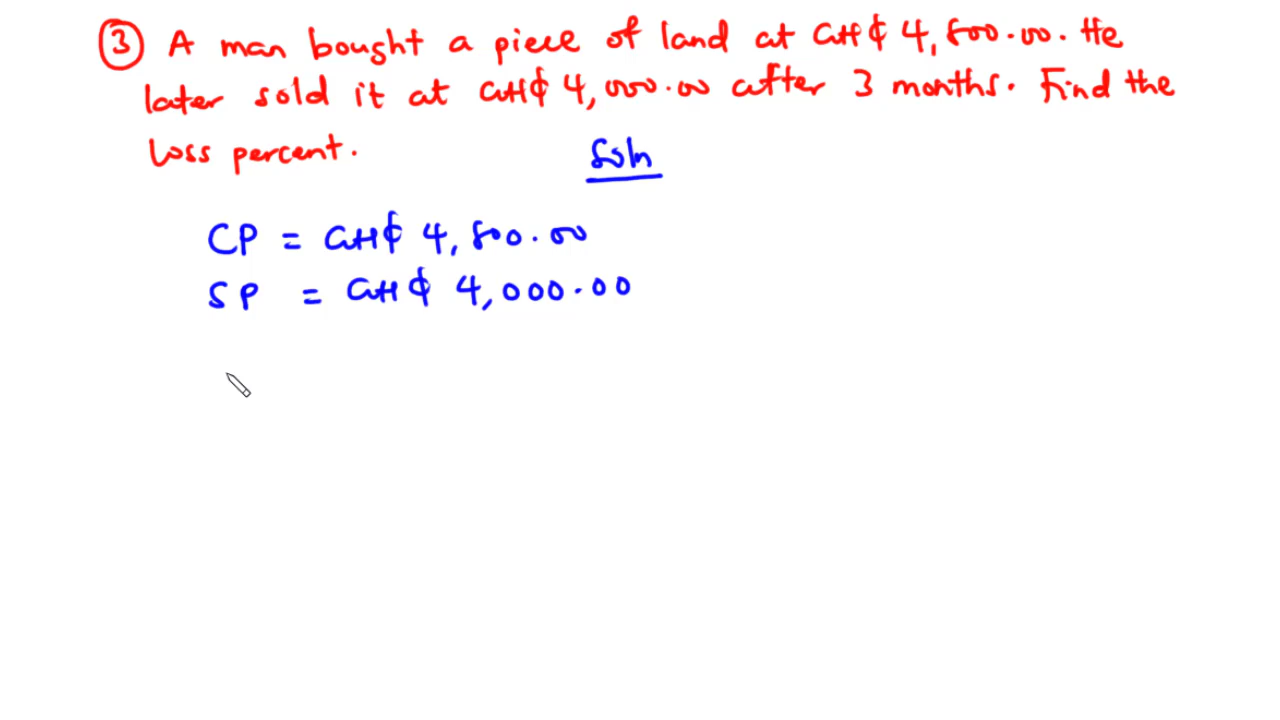 ③ A man bought a piece of land at GH₵ 4,800.00. He
later sold it at GH₵ 4,000.00 after 3 months. Find the
loss percent.
Soln
CP = GH₵ 4,800.00
SP = GH₵ 4,000.00